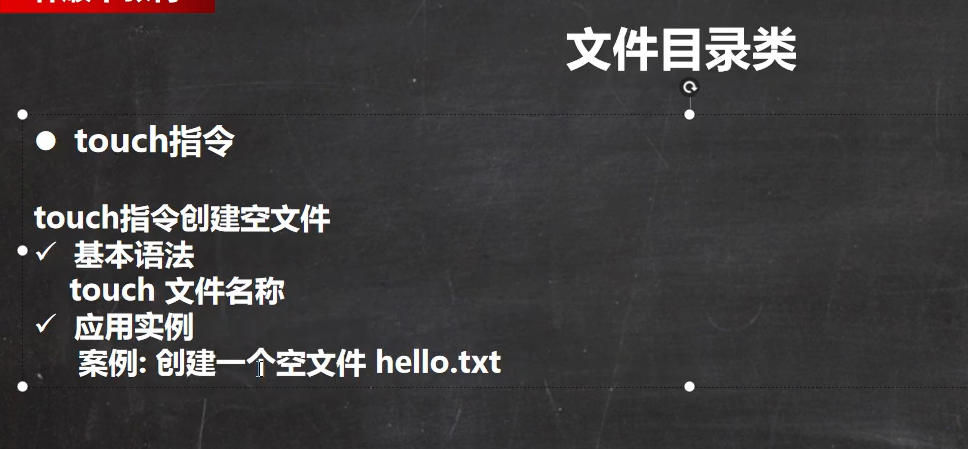 文件目录类
touch指令
touch指令创建空文件
基本语法
touch 文件名称
应用实例
案例: 创建一个空文件 hello.txt